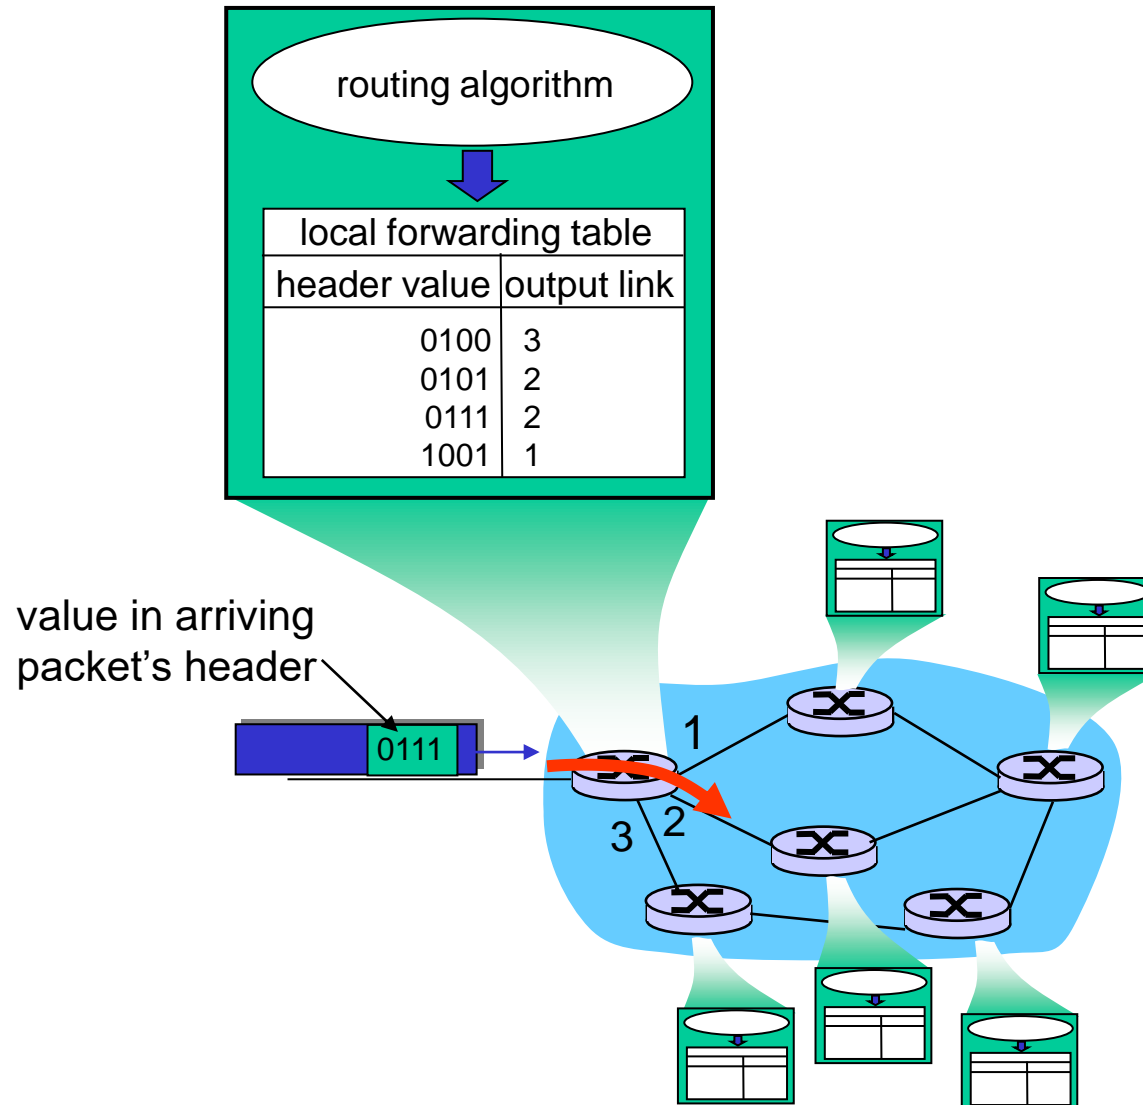 routing algorithm
local forwarding table
header value output link
0100 3
0101 2
0111 2
1001 1
value in arriving
packet's header
0111
1
2
3